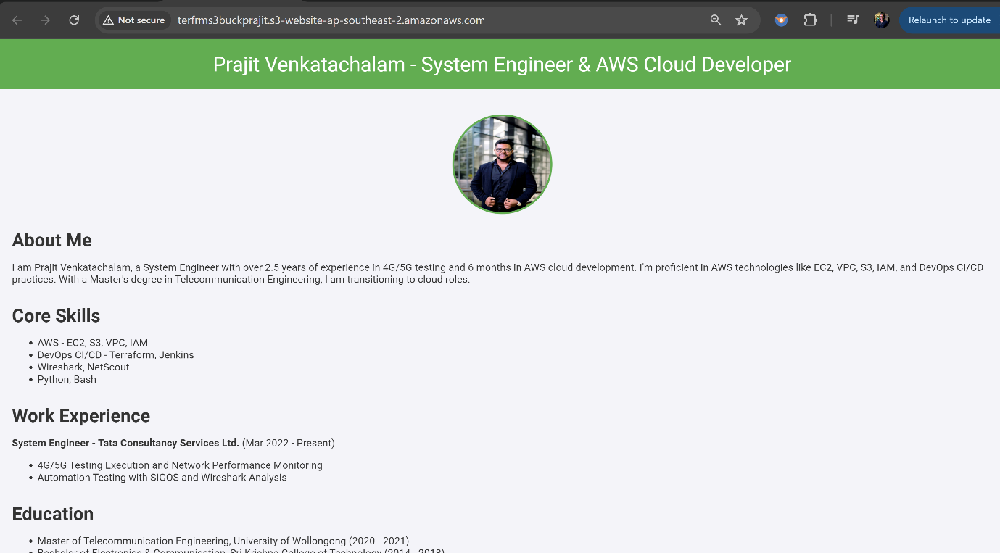 Not secure
terfrms3buckprajit.s3-website-ap-southeast-2.amazonaws.com
Relaunch to update
Prajit Venkatachalam - System Engineer & AWS Cloud Developer
About Me
I am Prajit Venkatachalam, a System Engineer with over 2.5 years of experience in 4G/5G testing and 6 months in AWS cloud development. I'm proficient in AWS technologies like EC2, VPC, S3, IAM, and DevOps CI/CD
practices. With a Master's degree in Telecommunication Engineering, I am transitioning to cloud roles.
Core Skills
• AWS - EC2, S3, VPC, IAM
• DevOps CI/CD - Terraform, Jenkins
• Wireshark, NetScout
• Python, Bash
Work Experience
System Engineer - Tata Consultancy Services Ltd. (Mar 2022 - Present)
• 4G/5G Testing Execution and Network Performance Monitoring
• Automation Testing with SIGOS and Wireshark Analysis
Education
• Master of Telecommunication Engineering, University of Wollongong (2020 - 2021)
• Bachelor of Electronics & Communication, Sri Krishna College of Technology (2014 - 2018)